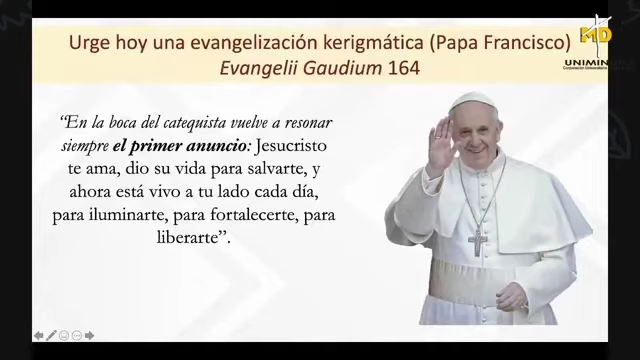 Urge hoy una evangelización kerigmática (Papa Francisco)
Evangelii Gaudium 164
MD
UNIMIN
“En la boca del catequista vuelve a resonar
siempre el primer anuncio: Jesucristo
te ama, dio su vida para salvarte, y
ahora está vivo a tu lado cada día,
para iluminarte, para fortalecerte, para
liberarte”.